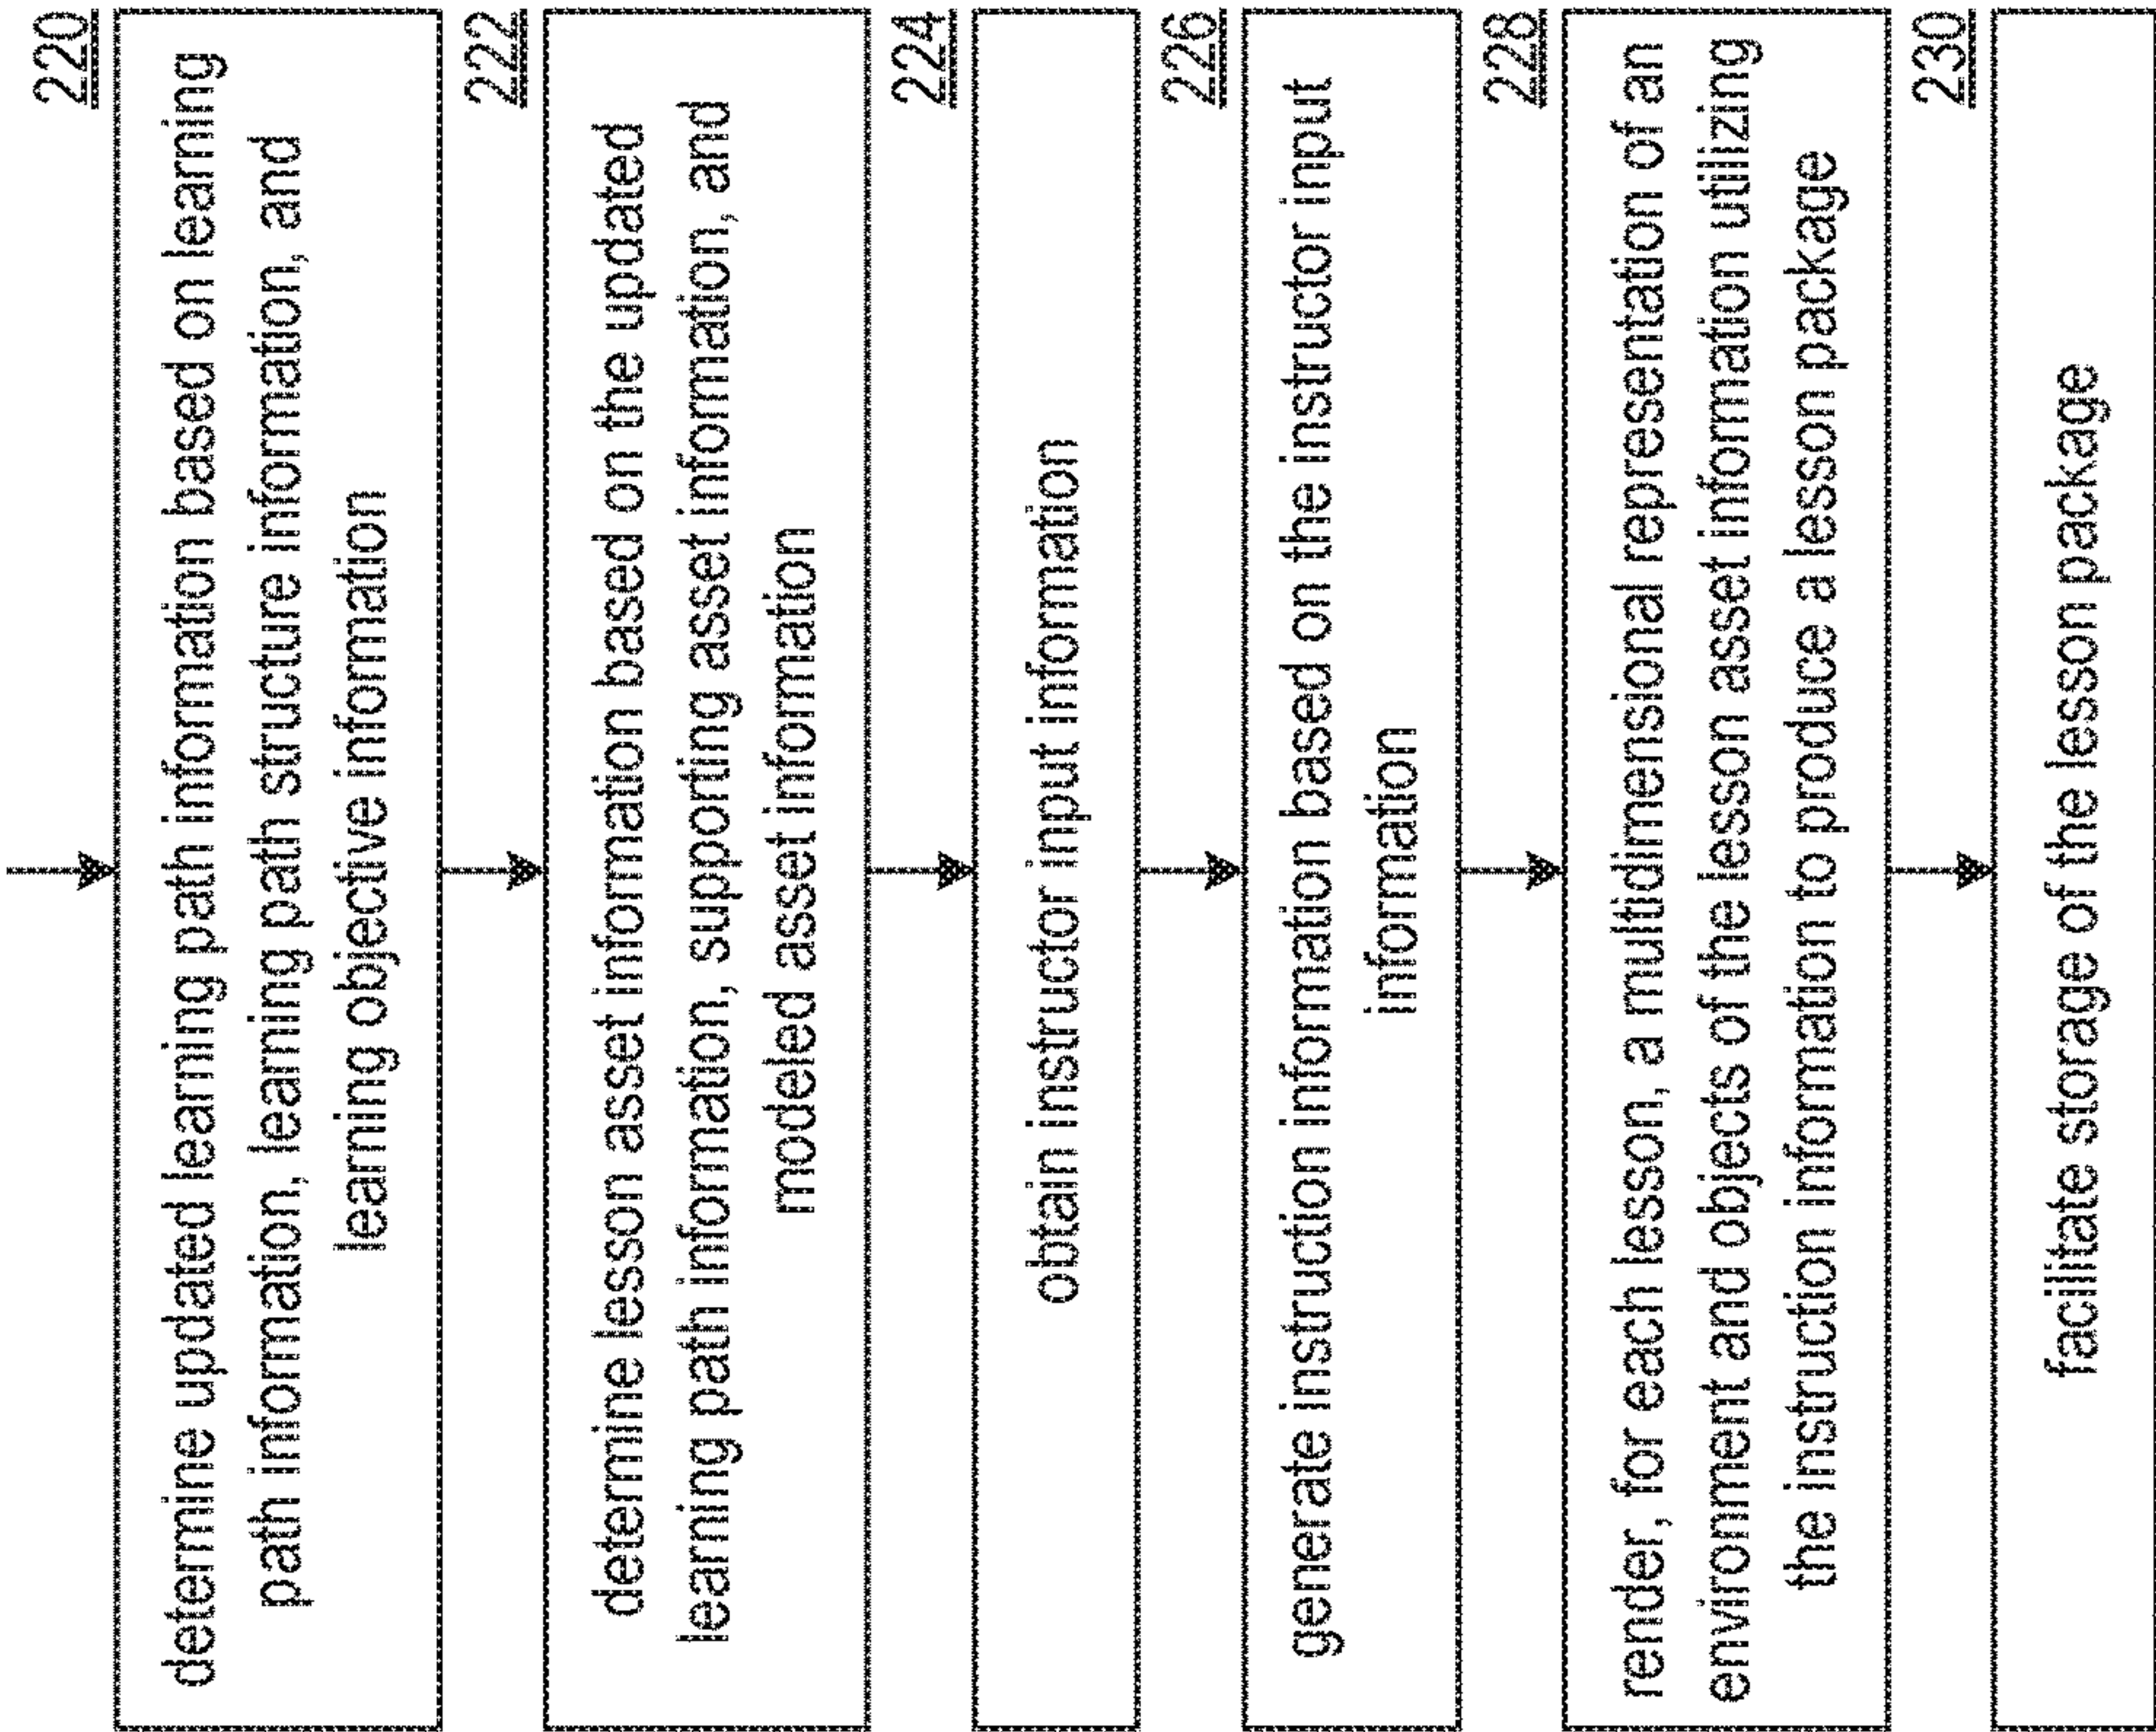 220
determine updated learning path information based on learning
path information, learning path structure information, and
learning objective information
222
determine lesson asset information based on the updated
learning path information, supporting asset information, and
modeled asset information
224
obtain instructor input information
226
generate instruction information based on the instructor input
information
228
render, for each lesson, a multidimensional representation of an
environment and objects of the lesson asset information utilizing
the instruction information to produce a lesson package
230
facilitate storage of the lesson package